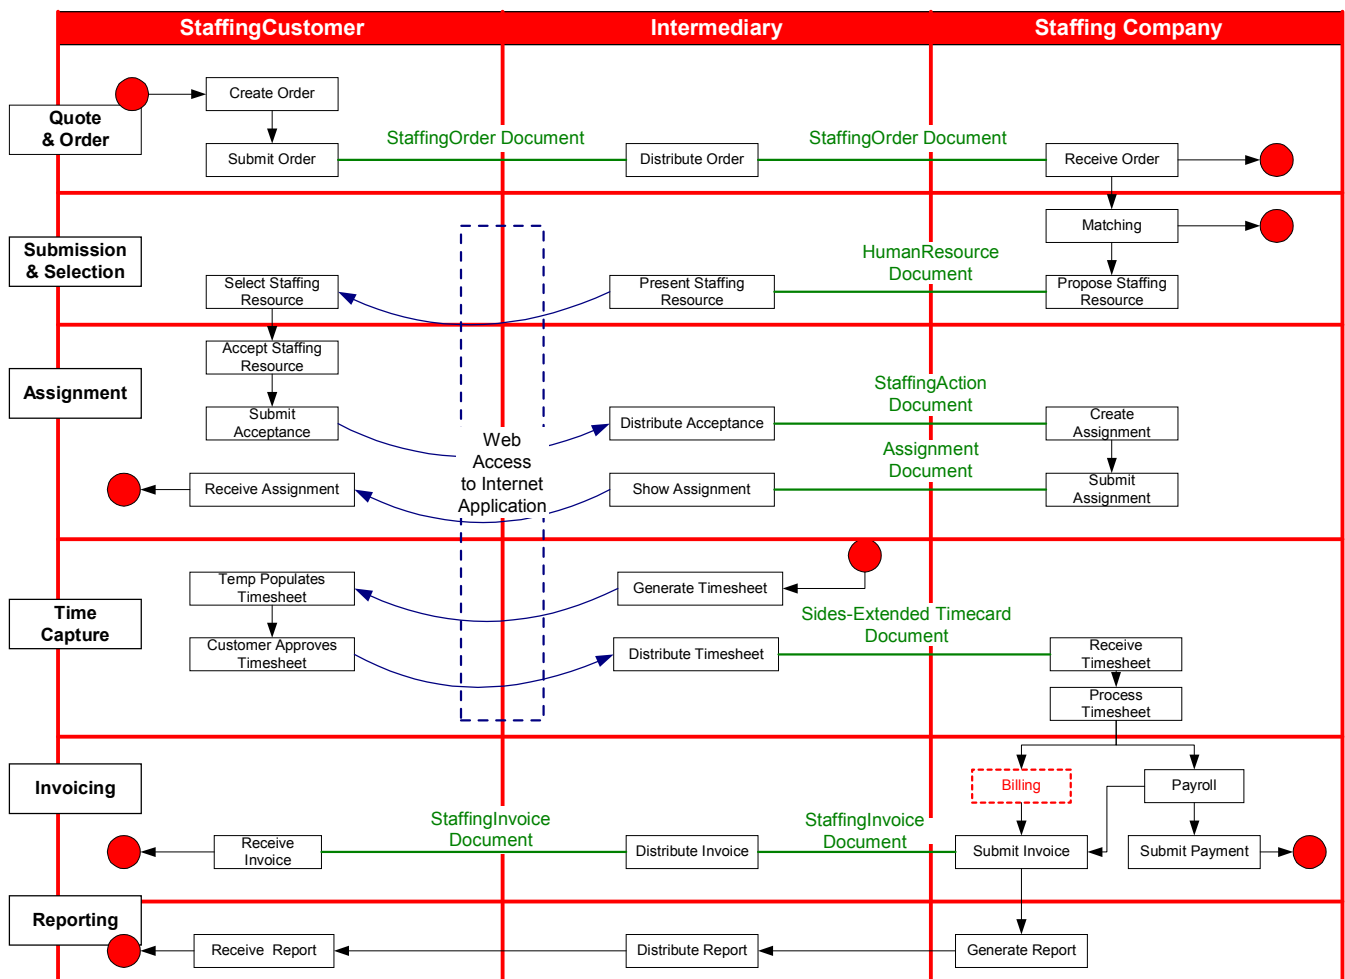 StaffingCustomer
Intermediary
Staffing Company
Quote
& Order
Create Order
StaffingOrder Document
StaffingOrder Document
Submit Order
Distribute Order
Receive Order
Submission
& Selection
Matching
HumanResource
Document
Select Staffing
Resource
Present Staffing
Resource
Propose Staffing
Resource
Assignment
Accept Staffing
Resource
StaffingAction
Document
Submit
Acceptance
Distribute Acceptance
Create
Assignment
Web
Access
to Internet
Application
Assignment
Document
Receive Assignment
Show Assignment
Submit
Assignment
Time
Capture
Temp Populates
Timesheet
Generate Timesheet
Sides-Extended Timecard
Document
Customer Approves
Timesheet
Distribute Timesheet
Receive
Timesheet
Process
Timesheet
Invoicing
Billing
Payroll
StaffingInvoice
Document
StaffingInvoice
Document
Receive
Invoice
Distribute Invoice
Submit Invoice
Submit Payment
Reporting
Receive  Report
Distribute Report
Generate Report